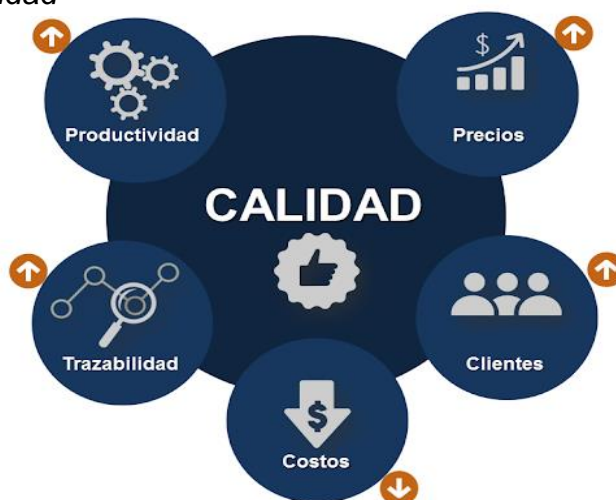 Productividad
Precios
CALIDAD
Trazabilidad
Clientes
Costos